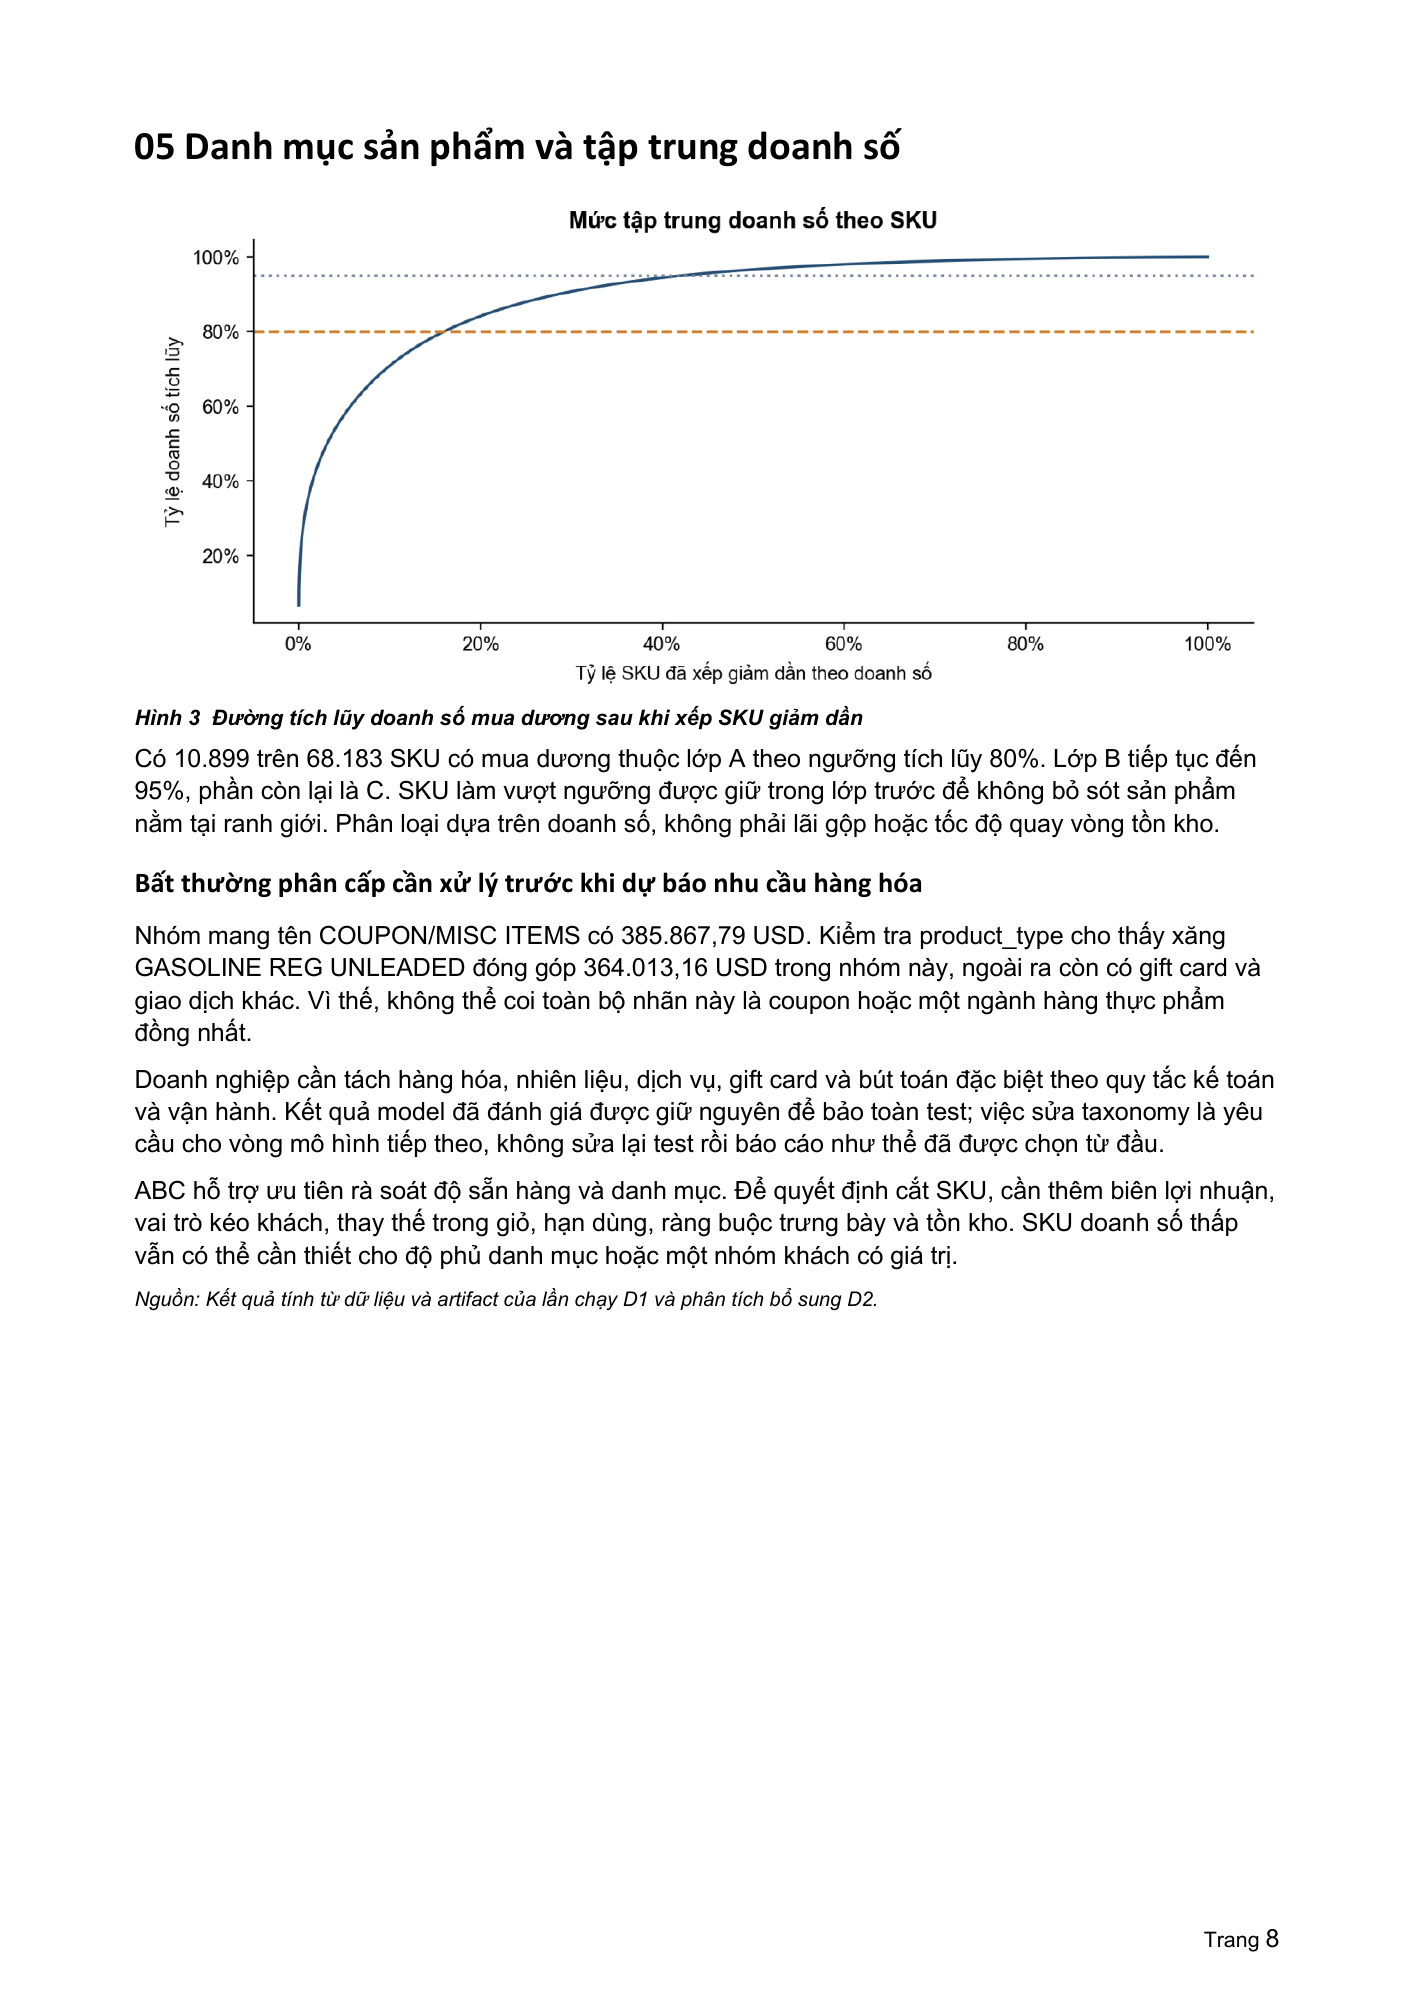 05 Danh mục sản phẩm và tập trung doanh số
Mức tập trung doanh số theo SKU
100%
80%
60%
40%
20%
Tỷ lệ doanh số tích lũy
0%
20%
40%
60%
80%
100%
Tỷ lệ SKU đã xếp giảm dần theo doanh số
Hình 3 Đường tích lũy doanh số mua dương sau khi xếp SKU giảm dần
Có 10.899 trên 68.183 SKU có mua dương thuộc lớp A theo ngưỡng tích lũy 80%. Lớp B tiếp tục đến
95%, phần còn lại là C. SKU làm vượt ngưỡng được giữ trong lớp trước để không bỏ sót sản phẩm
nằm tại ranh giới. Phân loại dựa trên doanh số, không phải lãi gộp hoặc tốc độ quay vòng tồn kho.
Bất thường phân cấp cần xử lý trước khi dự báo nhu cầu hàng hóa
Nhóm mang tên COUPON/MISC ITEMS có 385.867,79 USD. Kiểm tra product_type cho thấy xăng
GASOLINE REG UNLEADED đóng góp 364.013,16 USD trong nhóm này, ngoài ra còn có gift card và
giao dịch khác. Vì thế, không thể coi toàn bộ nhãn này là coupon hoặc một ngành hàng thực phẩm
đồng nhất.
Doanh nghiệp cần tách hàng hóa, nhiên liệu, dịch vụ, gift card và bút toán đặc biệt theo quy tắc kế toán
và vận hành. Kết quả model đã đánh giá được giữ nguyên để bảo toàn test; việc sửa taxonomy là yêu
cầu cho vòng mô hình tiếp theo, không sửa lại test rồi báo cáo như thể đã được chọn từ đầu.
ABC hỗ trợ ưu tiên rà soát độ sẵn hàng và danh mục. Để quyết định cắt SKU, cần thêm biên lợi nhuận,
vai trò kéo khách, thay thế trong giỏ, hạn dùng, ràng buộc trưng bày và tồn kho. SKU doanh số thấp
vẫn có thể cần thiết cho độ phủ danh mục hoặc một nhóm khách có giá trị.
Nguồn: Kết quả tính từ dữ liệu và artifact của lần chạy D1 và phân tích bổ sung D2.
Trang 8